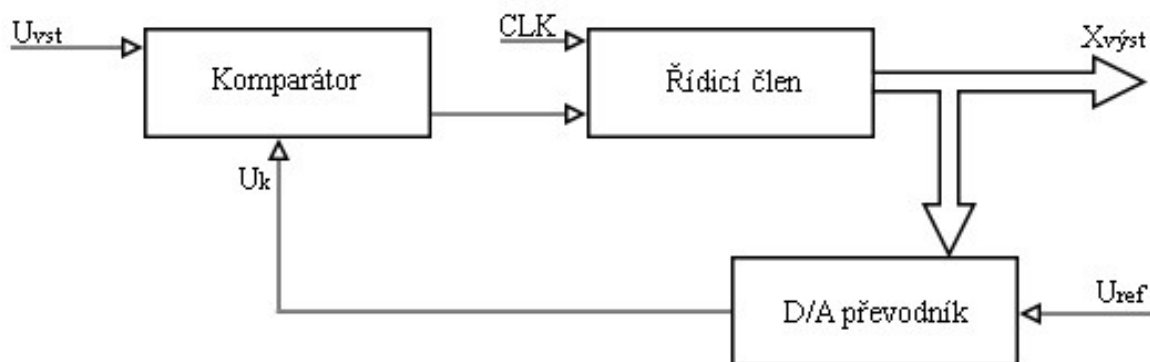 Uvst
CLK
Xvýst
Komparátor
Řídicí člen
Uk
D/A převodník
Uref